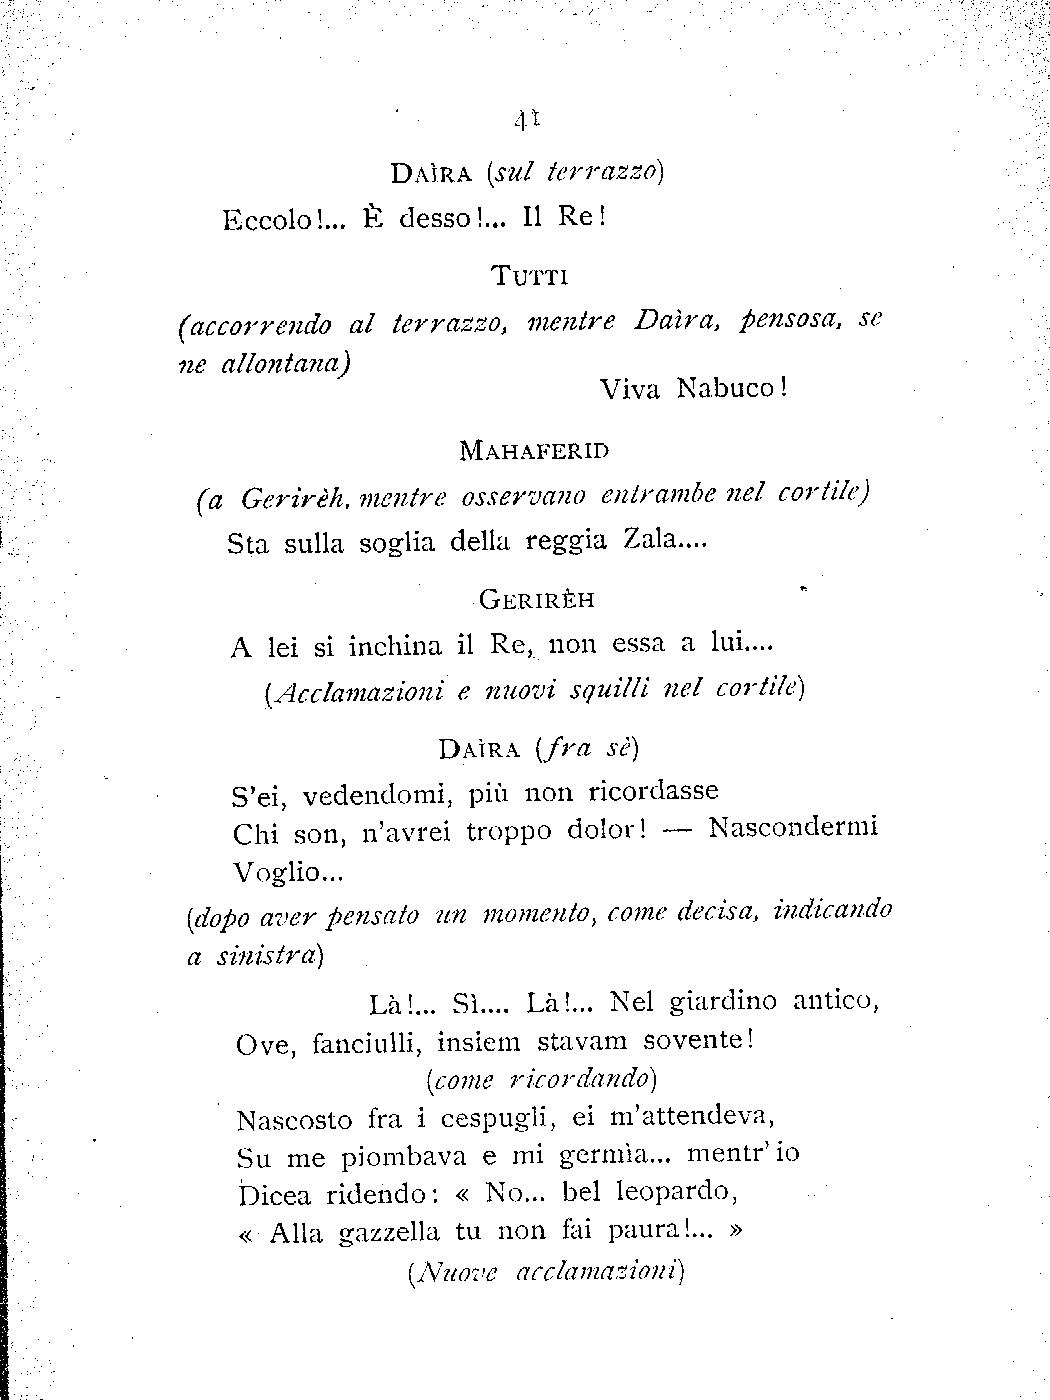 41
DAÌRA (sul terrazzo)
Eccolo!... È desso!... Il Re!
TUTTI
(accorrendo al terrazzo, mentre Daìra, pensosa, se
ne allontana)
Viva Nabuco!
MAHAFERID
(a Gerirèh, mentre osservano entrambe nel cortile)
Sta sulla soglia della reggia Zala....
GERIRÈH
A lei si inchina il Re, non essa a lui....
(Acclamazioni e nuovi squilli nel cortile)
DAÌRA (fra sè)
S'ei, vedendomi, più non ricordasse
Chi son, n'avrei troppo dolor! — Nascondermi
Voglio...
(dopo aver pensato un momento, come decisa, indicando
a sinistra)
Là!... Sì.... Là!... Nel giardino antico,
Ove, fanciulli, insiem stavam sovente!
(come ricordando)
Nascosto fra i cespugli, ei m'attendeva,
Su me piombava e mi germìa... mentr'io
Dicea ridendo: « No... bel leopardo,
« Alla gazzella tu non fai paura!... »
(Nuove acclamazioni)